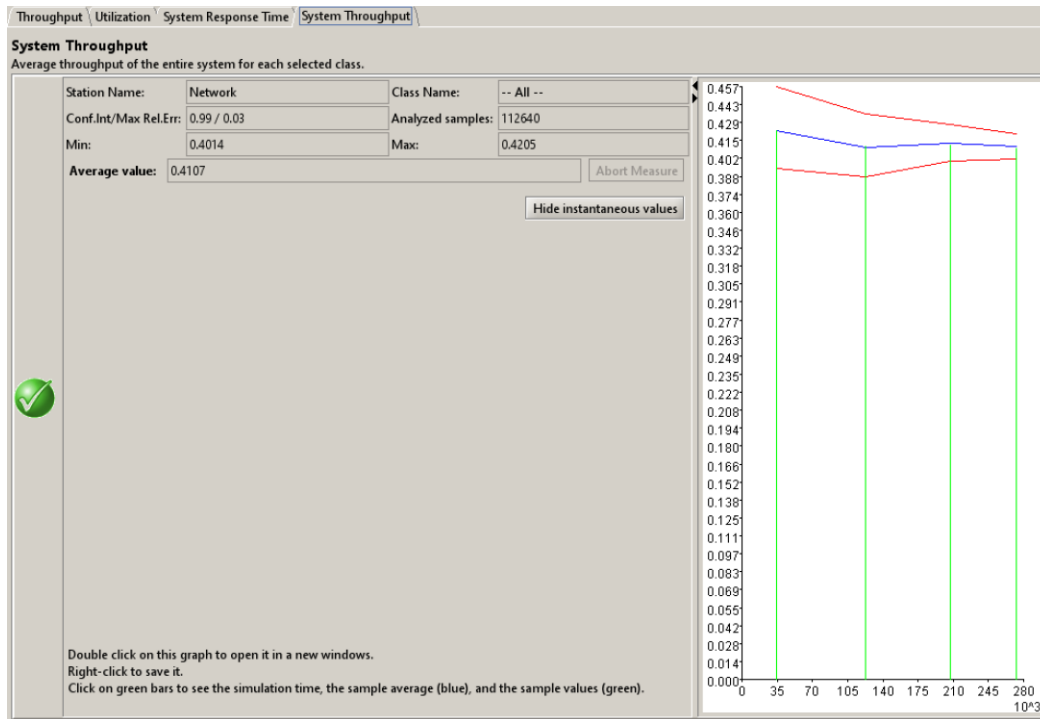 Throughput Utilization System Response Time System Throughput
System Throughput
Average throughput of the entire system for each selected class.
Station Name: Network Class Name: -- All --
Conf.Int/Max Rel.Err: 0.99 / 0.03 Analyzed samples: 112640
Min: 0.4014 Max: 0.4205
Average value: 0.4107 Abort Measure
Hide instantaneous values
Double click on this graph to open it in a new windows.
Right-click to save it.
Click on green bars to see the simulation time, the sample average (blue), and the sample values (green).
0.457
0.443
0.429
0.415
0.402
0.388
0.374
0.360
0.346
0.332
0.318
0.305
0.291
0.277
0.263
0.249
0.235
0.222
0.208
0.194
0.180
0.166
0.152
0.138
0.125
0.111
0.097
0.083
0.069
0.055
0.042
0.028
0.014
0.000
0 35 70 105 140 175 210 245 280
10^3